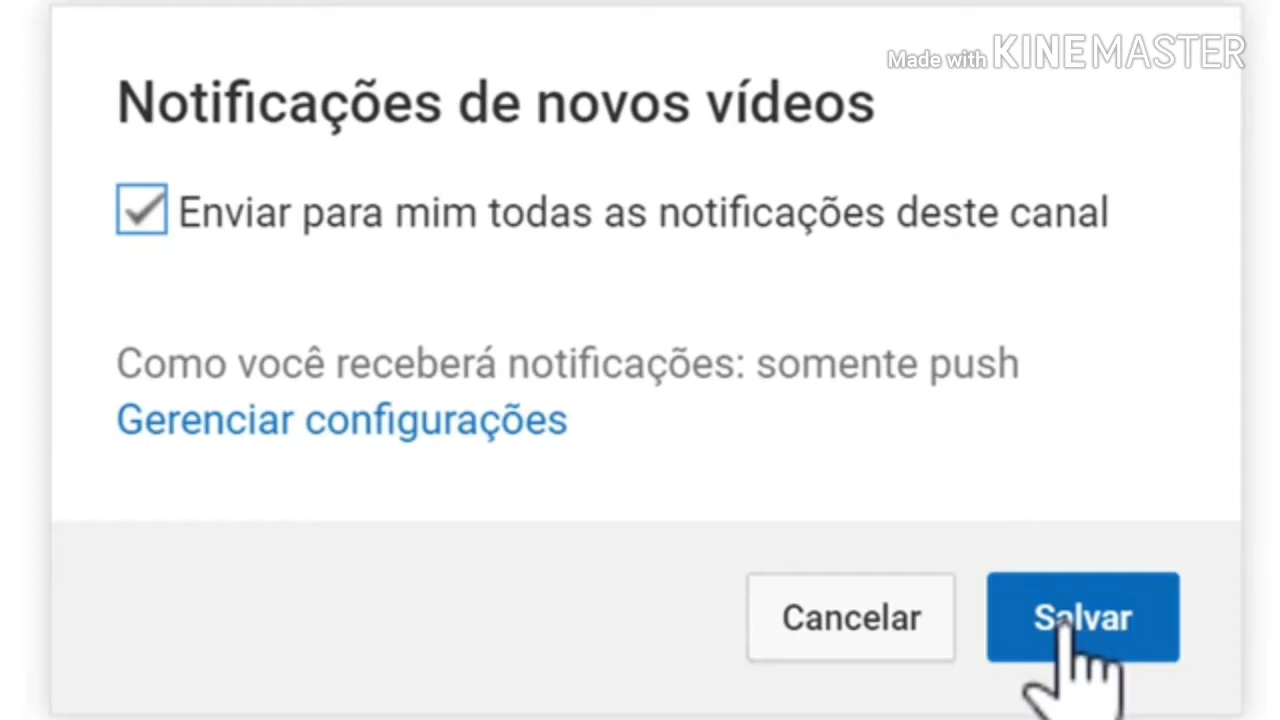 Made with KINEMASTER
Notificações de novos vídeos
Enviar para mim todas as notificações deste canal
Como você receberá notificações: somente push
Gerenciar configurações
Cancelar
Salvar